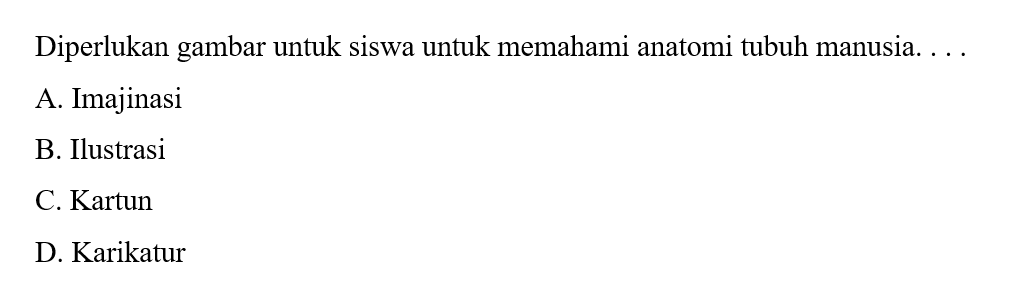 Diperlukan gambar untuk siswa untuk memahami anatomi tubuh manusia. . . .
A. Imajinasi
B. Ilustrasi
C. Kartun
D. Karikatur